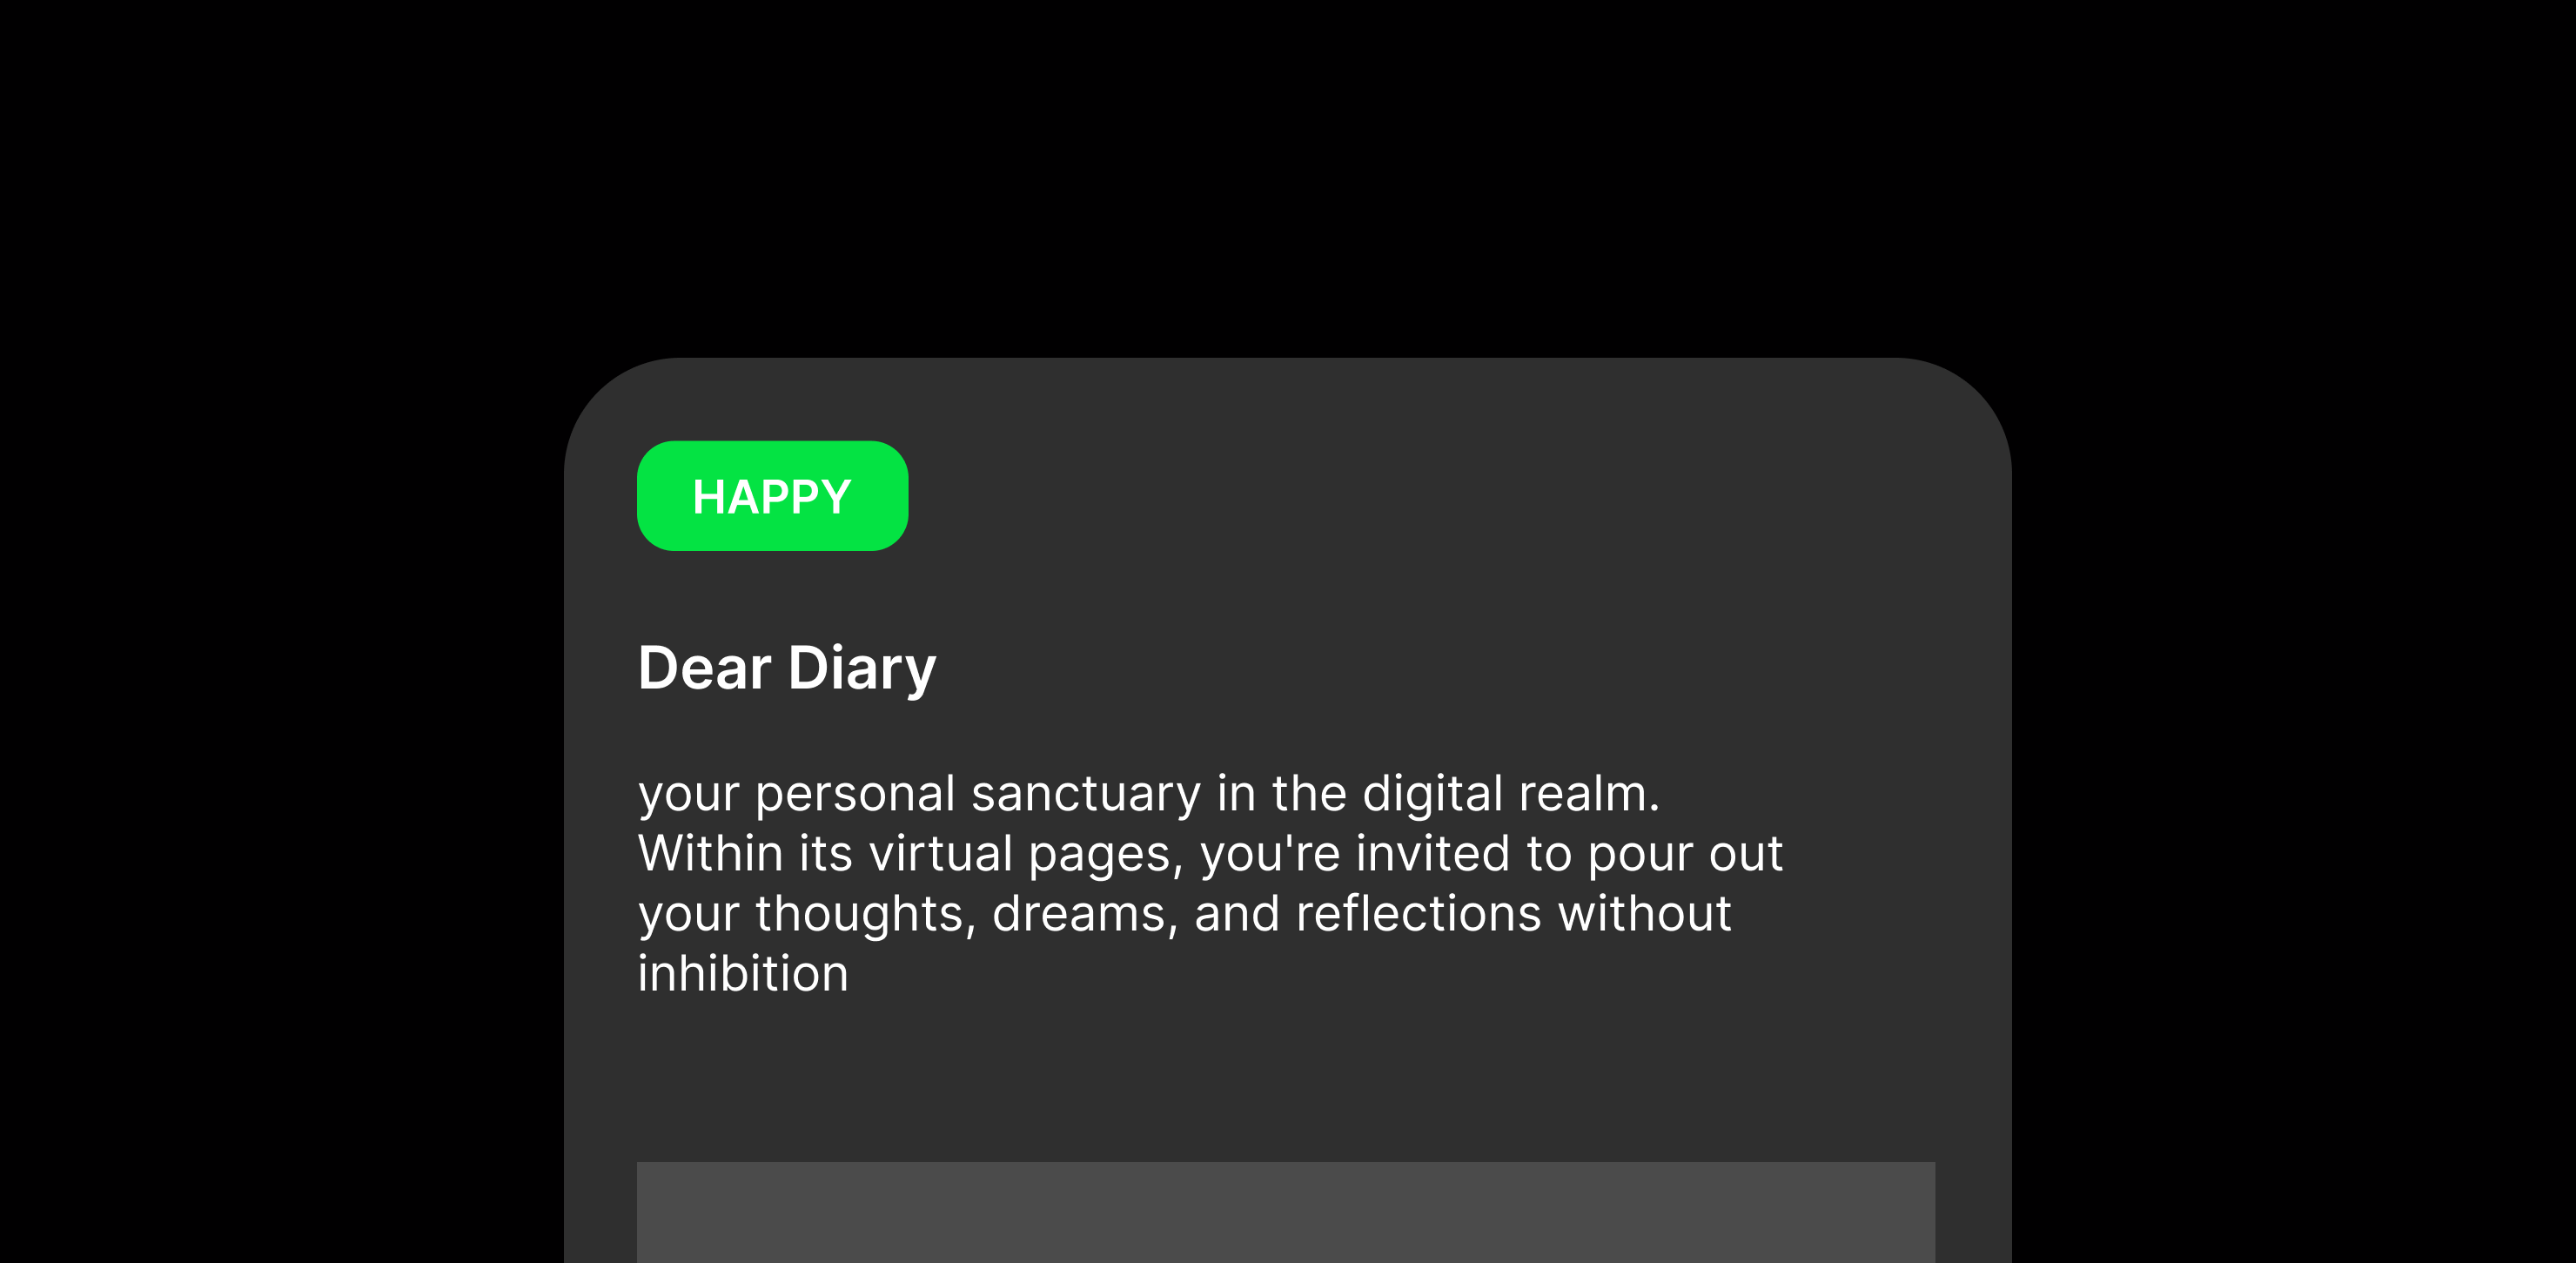 HAPPY
Dear Diary
your personal sanctuary in the digital realm.
Within its virtual pages, you're invited to pour out
your thoughts, dreams, and reflections without
inhibition